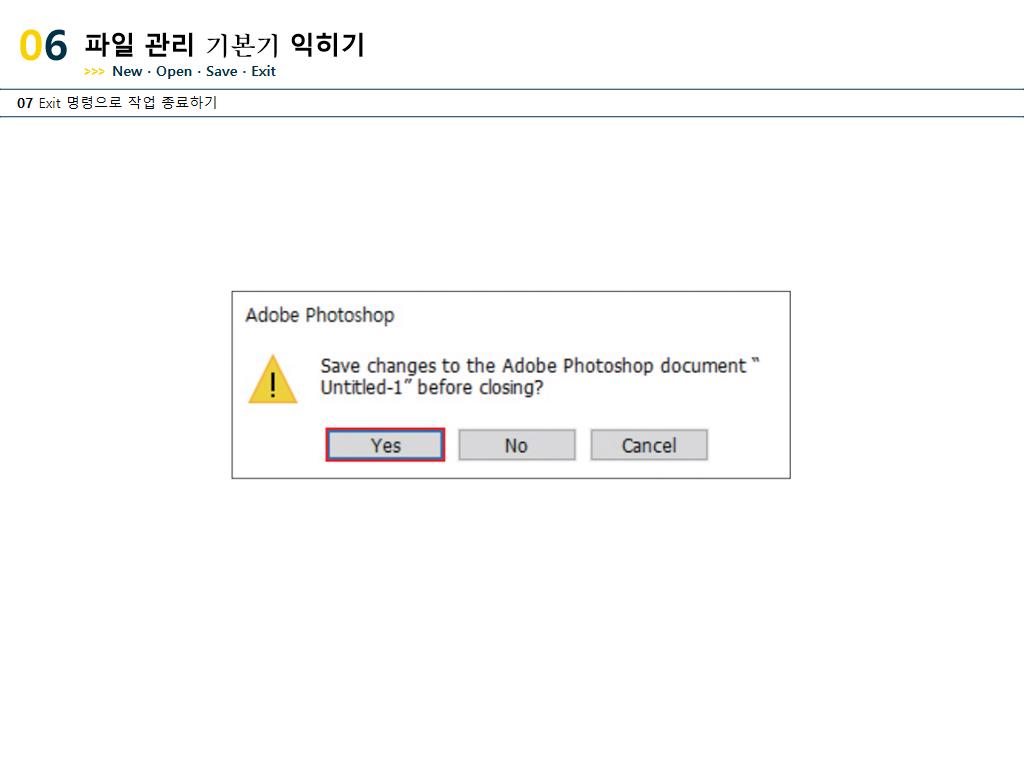 06 파일 관리 기본기 익히기
>>> New · Open · Save · Exit
07 Exit 명령으로 작업 종료하기
Adobe Photoshop
!
Save changes to the Adobe Photoshop document “
Untitled-1” before closing?
Yes No Cancel